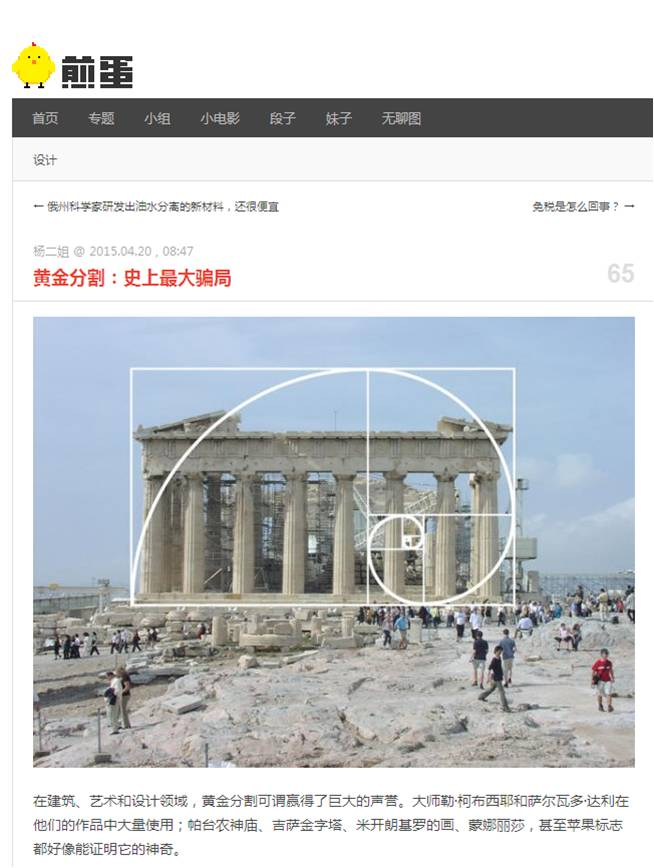 煎蛋
首页 专题 小组 小电影 段子 妹子 无聊图
设计
← 俄州科学家研发出油水分离的新材料，还很便宜 免税是怎么回事？ →
杨二姐 @ 2015.04.20 , 08:47
黄金分割：史上最大骗局 65
在建筑、艺术和设计领域，黄金分割可谓赢得了巨大的声誉。大师勒·柯布西耶和萨尔瓦多·达利在
他们的作品中大量使用；帕台农神庙、吉萨金字塔、米开朗基罗的画、蒙娜丽莎，甚至苹果标志
都好像能证明它的神奇。